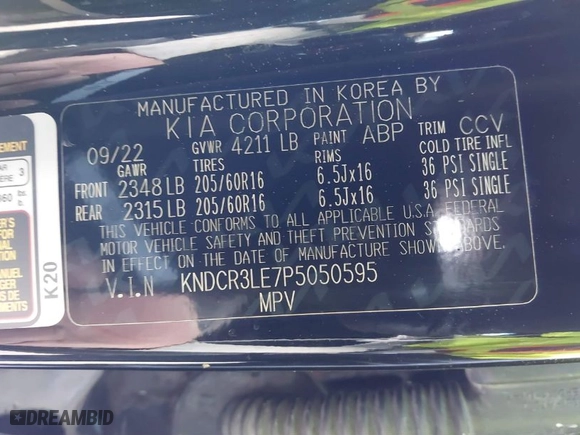 MANUFACTURED IN KOREA BY
KIA CORPORATION
09/22 GVWR 4211 LB PAINT ABP TRIM CCV
GAWR TIRES RIMS COLD TIRE INFL
FRONT 2348 LB 205/60R16 6.5Jx16 36 PSI SINGLE
REAR 2315 LB 205/60R16 6.5Jx16 36 PSI SINGLE
THIS VEHICLE CONFORMS TO ALL APPLICABLE U.S.A. FEDERAL
MOTOR VEHICLE SAFETY AND THEFT PREVENTION STANDARDS
IN EFFECT ON THE DATE OF MANUFACTURE SHOWN ABOVE.
V.I.N KNDCR3LE7P5050595
MPV
K20
DREAMBID